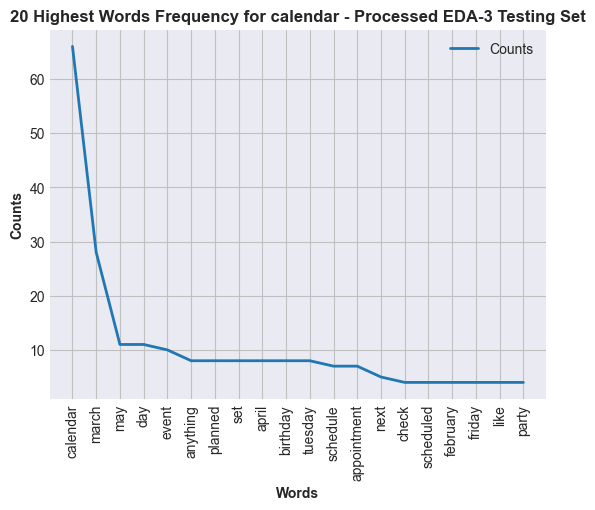 20 Highest Words Frequency for calendar - Processed EDA-3 Testing Set
Counts
60
50
40
30
20
10
Counts
calendar
march
may
day
event
anything
planned
set
april
birthday
tuesday
schedule
appointment
next
check
scheduled
february
friday
like
party
Words